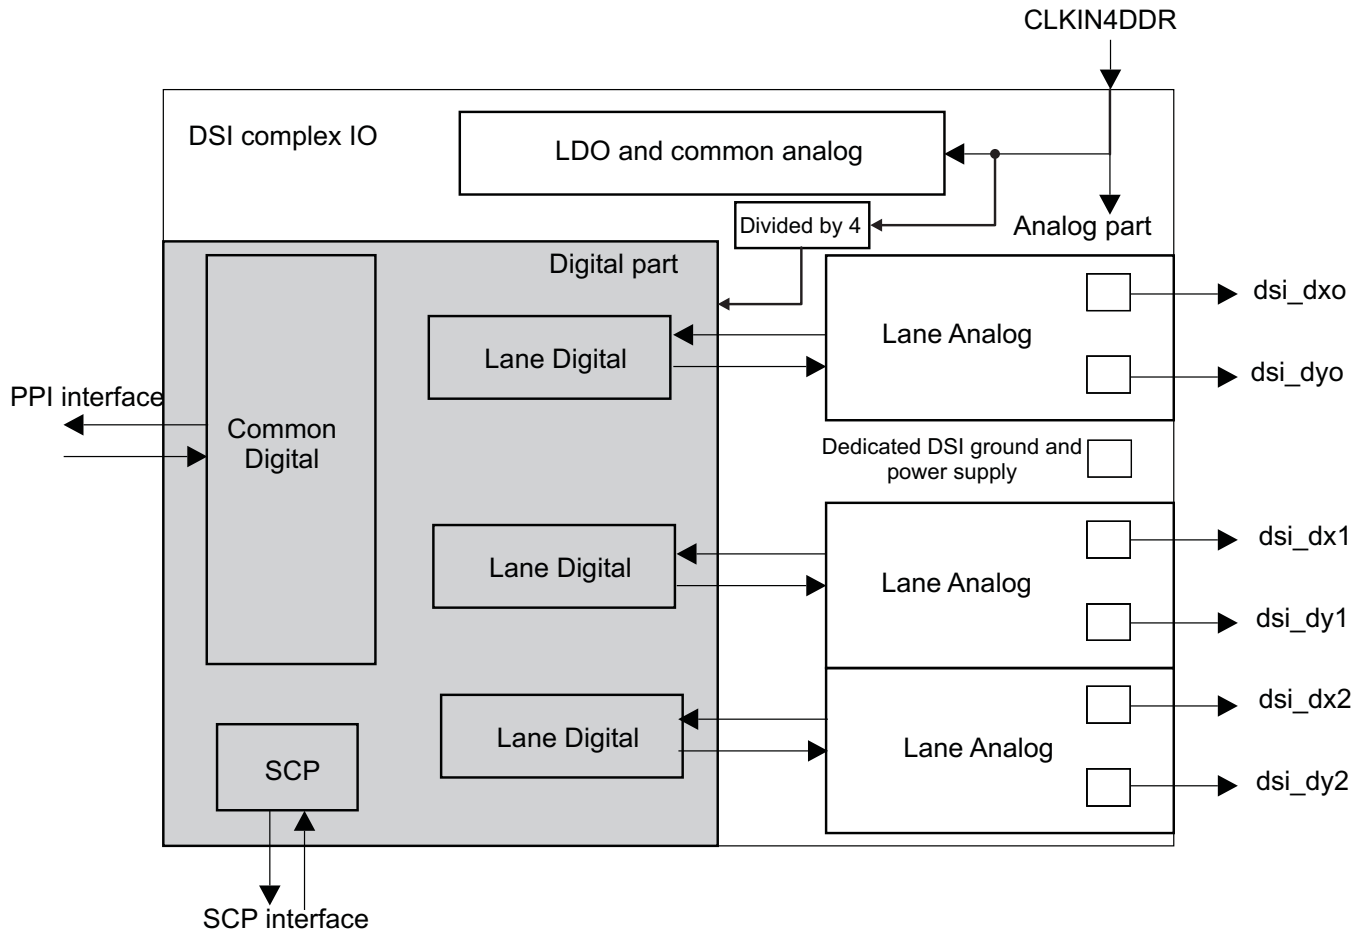 CLKIN4DDR
DSI complex IO
LDO and common analog
Divided by 4
Analog part
Digital part
dsi_dxo
Lane Analog
Lane Digital
dsi_dyo
PPI interface
Common
Digital
Dedicated DSI ground and
power supply
dsi_dx1
Lane Digital
Lane Analog
dsi_dy1
dsi_dx2
Lane Digital
Lane Analog
SCP
dsi_dy2
SCP interface